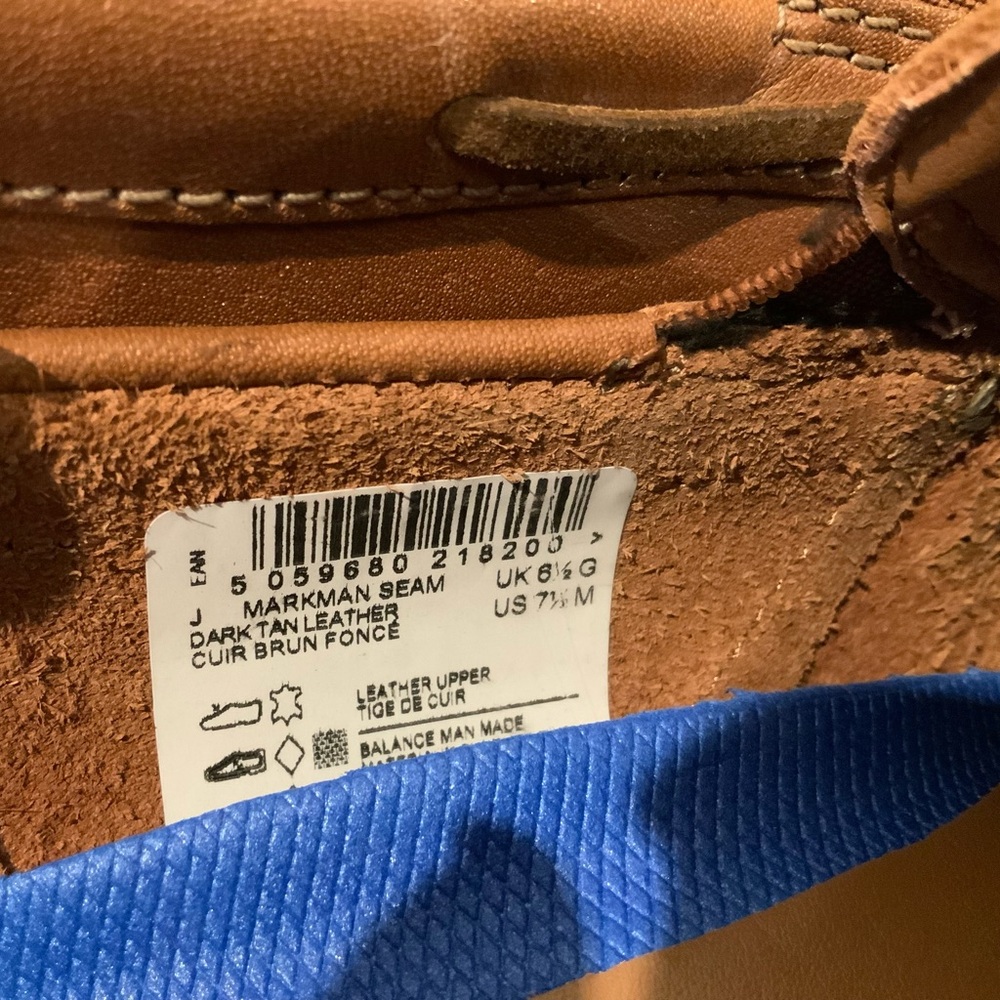 EAN
5 059680 218200 >
J MARKMAN SEAM UK 6½ G
DARK TAN LEATHER US 7½ M
CUIR BRUN FONCE
LEATHER UPPER
TIGE DE CUIR
BALANCE MAN MADE